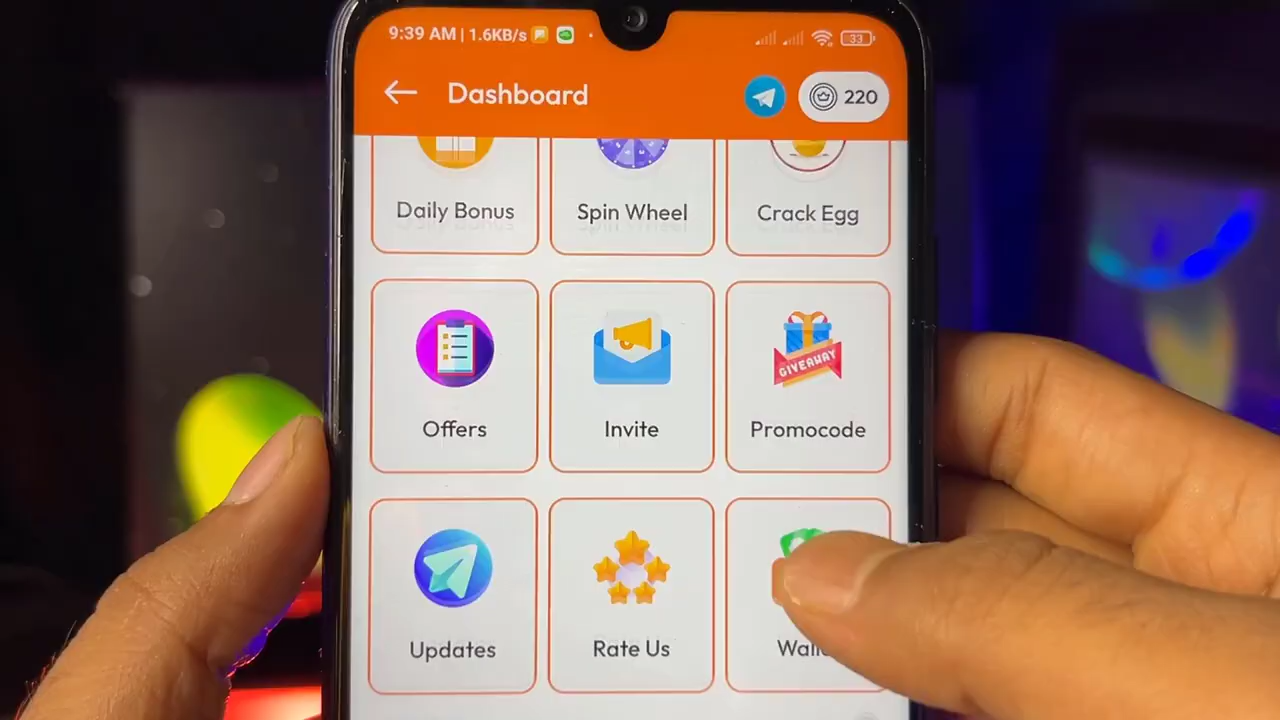 9:39 AM | 1.6KB/s 33
Dashboard 220
Daily Bonus Spin Wheel Crack Egg
GIVEAWAY
Offers Invite Promocode
Updates Rate Us